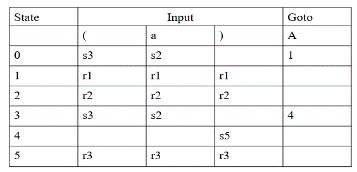 State Input Goto
( a ) A
0 s3 s2 1
1 r1 r1 r1
2 r2 r2 r2
3 s3 s2 4
4 s5
5 r3 r3 r3